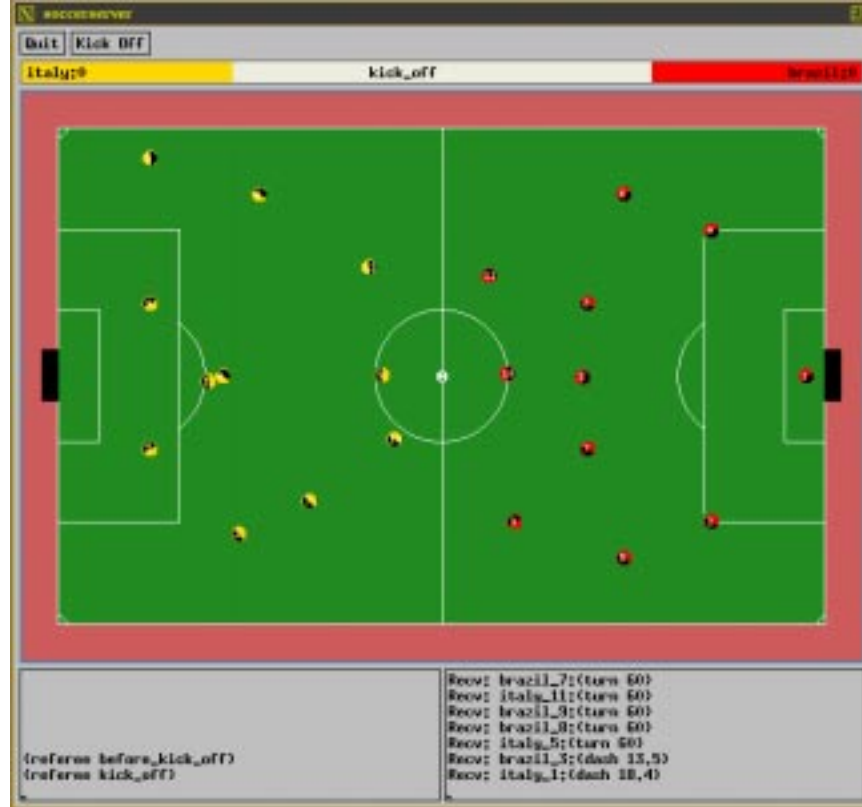 soccerserver
Quit Kick Off
italy:0 kick_off brazil:0
(referee before_kick_off)
(referee kick_off)
Recv: brazil_7:(turn 60)
Recv: italy_11:(turn 60)
Recv: brazil_9:(turn 60)
Recv: brazil_8:(turn 60)
Recv: italy_5:(turn 60)
Recv: brazil_3:(dash 13,5)
Recv: italy_1:(dash 18,4)